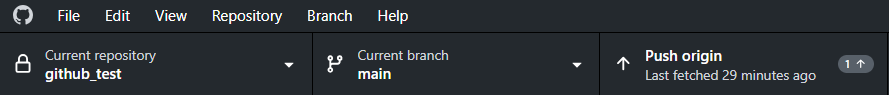 File Edit View Repository Branch Help
Current repository
github_test
Current branch
main
Push origin
Last fetched 29 minutes ago
1